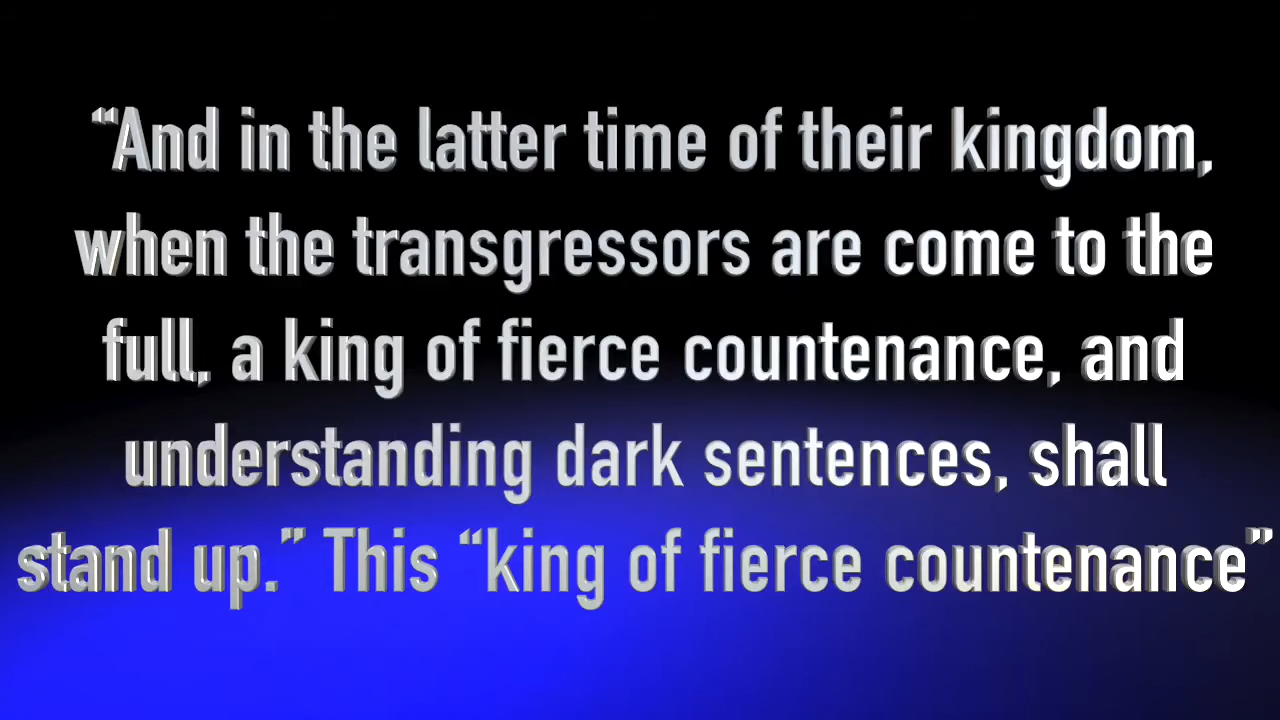 “And in the latter time of their kingdom,
when the transgressors are come to the
full, a king of fierce countenance, and
understanding dark sentences, shall
stand up.” This “king of fierce countenance”